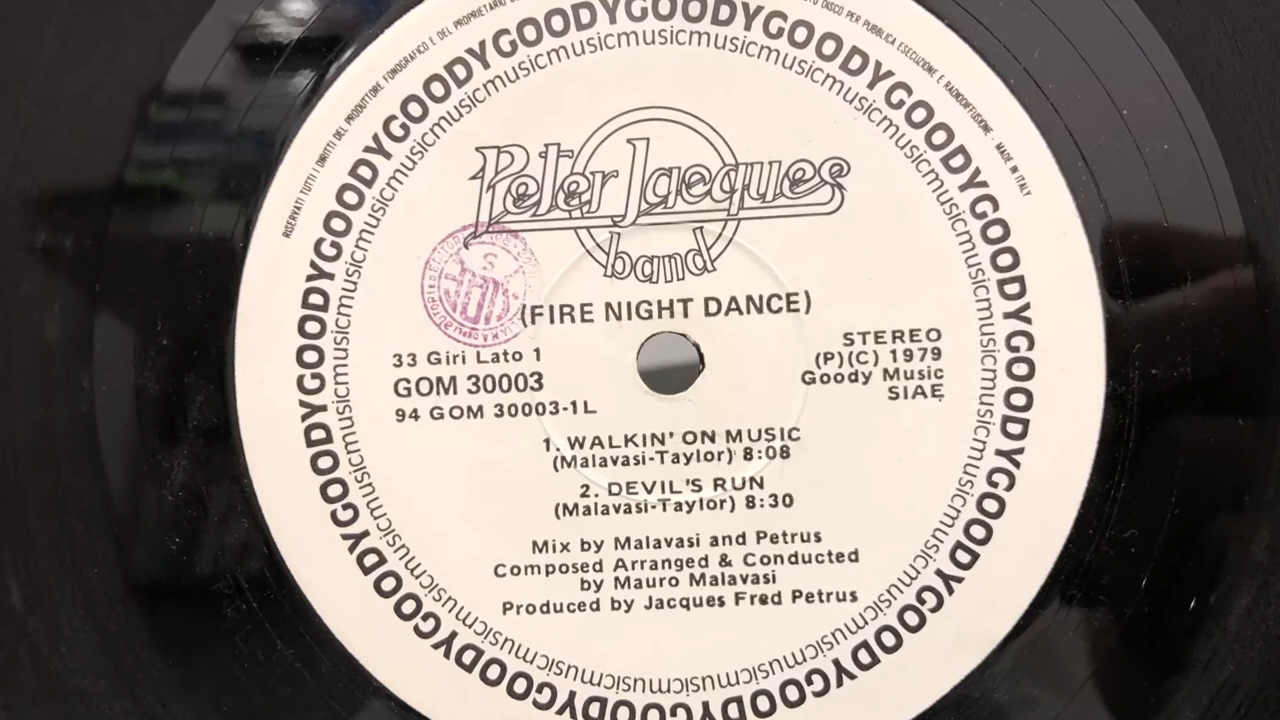 RISERVATI TUTTI I DIRITTI DEL PRODUTTORE FONOGRAFICO E DEL PROPRIETARIO
DISCO PER PUBBLICA ESECUZIONE E RADIODIFFUSIONE - MADE IN ITALY
GOODYGOODYGOODYGOODYGOODYGOODYGOODYGOODYGOODYGOODYGOODYGOODYGOODYGOODYGOODYGOODY
musicmusicmusicmusicmusicmusicmusicmusicmusicmusicmusicmusicmusicmusicmusicmusic
Peter Jacques
band
(FIRE NIGHT DANCE)
33 Giri Lato 1
GOM 30003
94 GOM 30003-1L
STEREO
(P)(C) 1979
Goody Music
SIAE
1. WALKIN' ON MUSIC
(Malavasi-Taylor) 8:08
2. DEVIL'S RUN
(Malavasi-Taylor) 8:30
Mix by Malavasi and Petrus
Composed Arranged & Conducted
by Mauro Malavasi
Produced by Jacques Fred Petrus